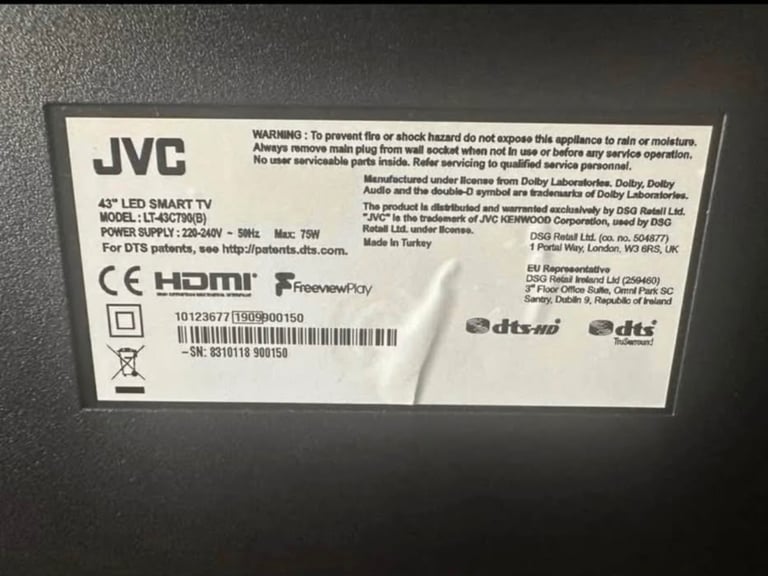 JVC
WARNING : To prevent fire or shock hazard do not expose this appliance to rain or moisture.
Always remove main plug from wall socket when not in use or before any service operation.
No user serviceable parts inside. Refer servicing to qualified service personnel.
43" LED SMART TV
MODEL: LT-43C790(B)
POWER SUPPLY : 220-240V ~ 50Hz Max: 75W
For DTS patents, see http://patents.dts.com.
Manufactured under license from Dolby Laboratories. Dolby, Dolby
Audio and the double-D symbol are trademarks of Dolby Laboratories.
The product is distributed and warranted exclusively by DSG Retail Ltd.
"JVC" is the trademark of JVC KENWOOD Corporation, used by DSG
Retail Ltd. under license.
Made in Turkey
DSG Retail Ltd. (co. no. 504877)
1 Portal Way, London, W3 6RS, UK
EU Representative
DSG Retail Ireland Ltd (259460)
3" Floor Office Suite, Omni Park SC
Santry, Dublin 9, Republic of Ireland
CE HDMI FreeviewPlay
HIGH-DEFINITION MULTIMEDIA INTERFACE
10123677 1909 900150
-SN: 8310118 900150
dts-HD dts
TruSurround